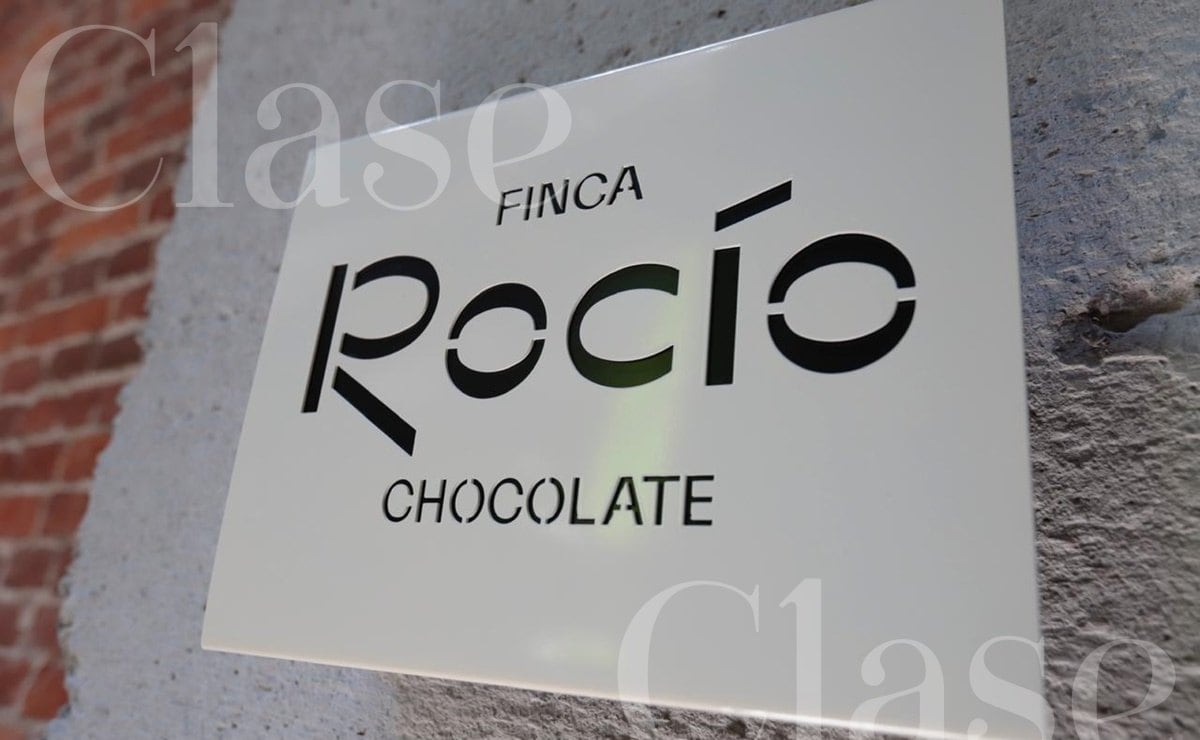 Clase
FINCA
Rocío
CHOCOLATE
Clase